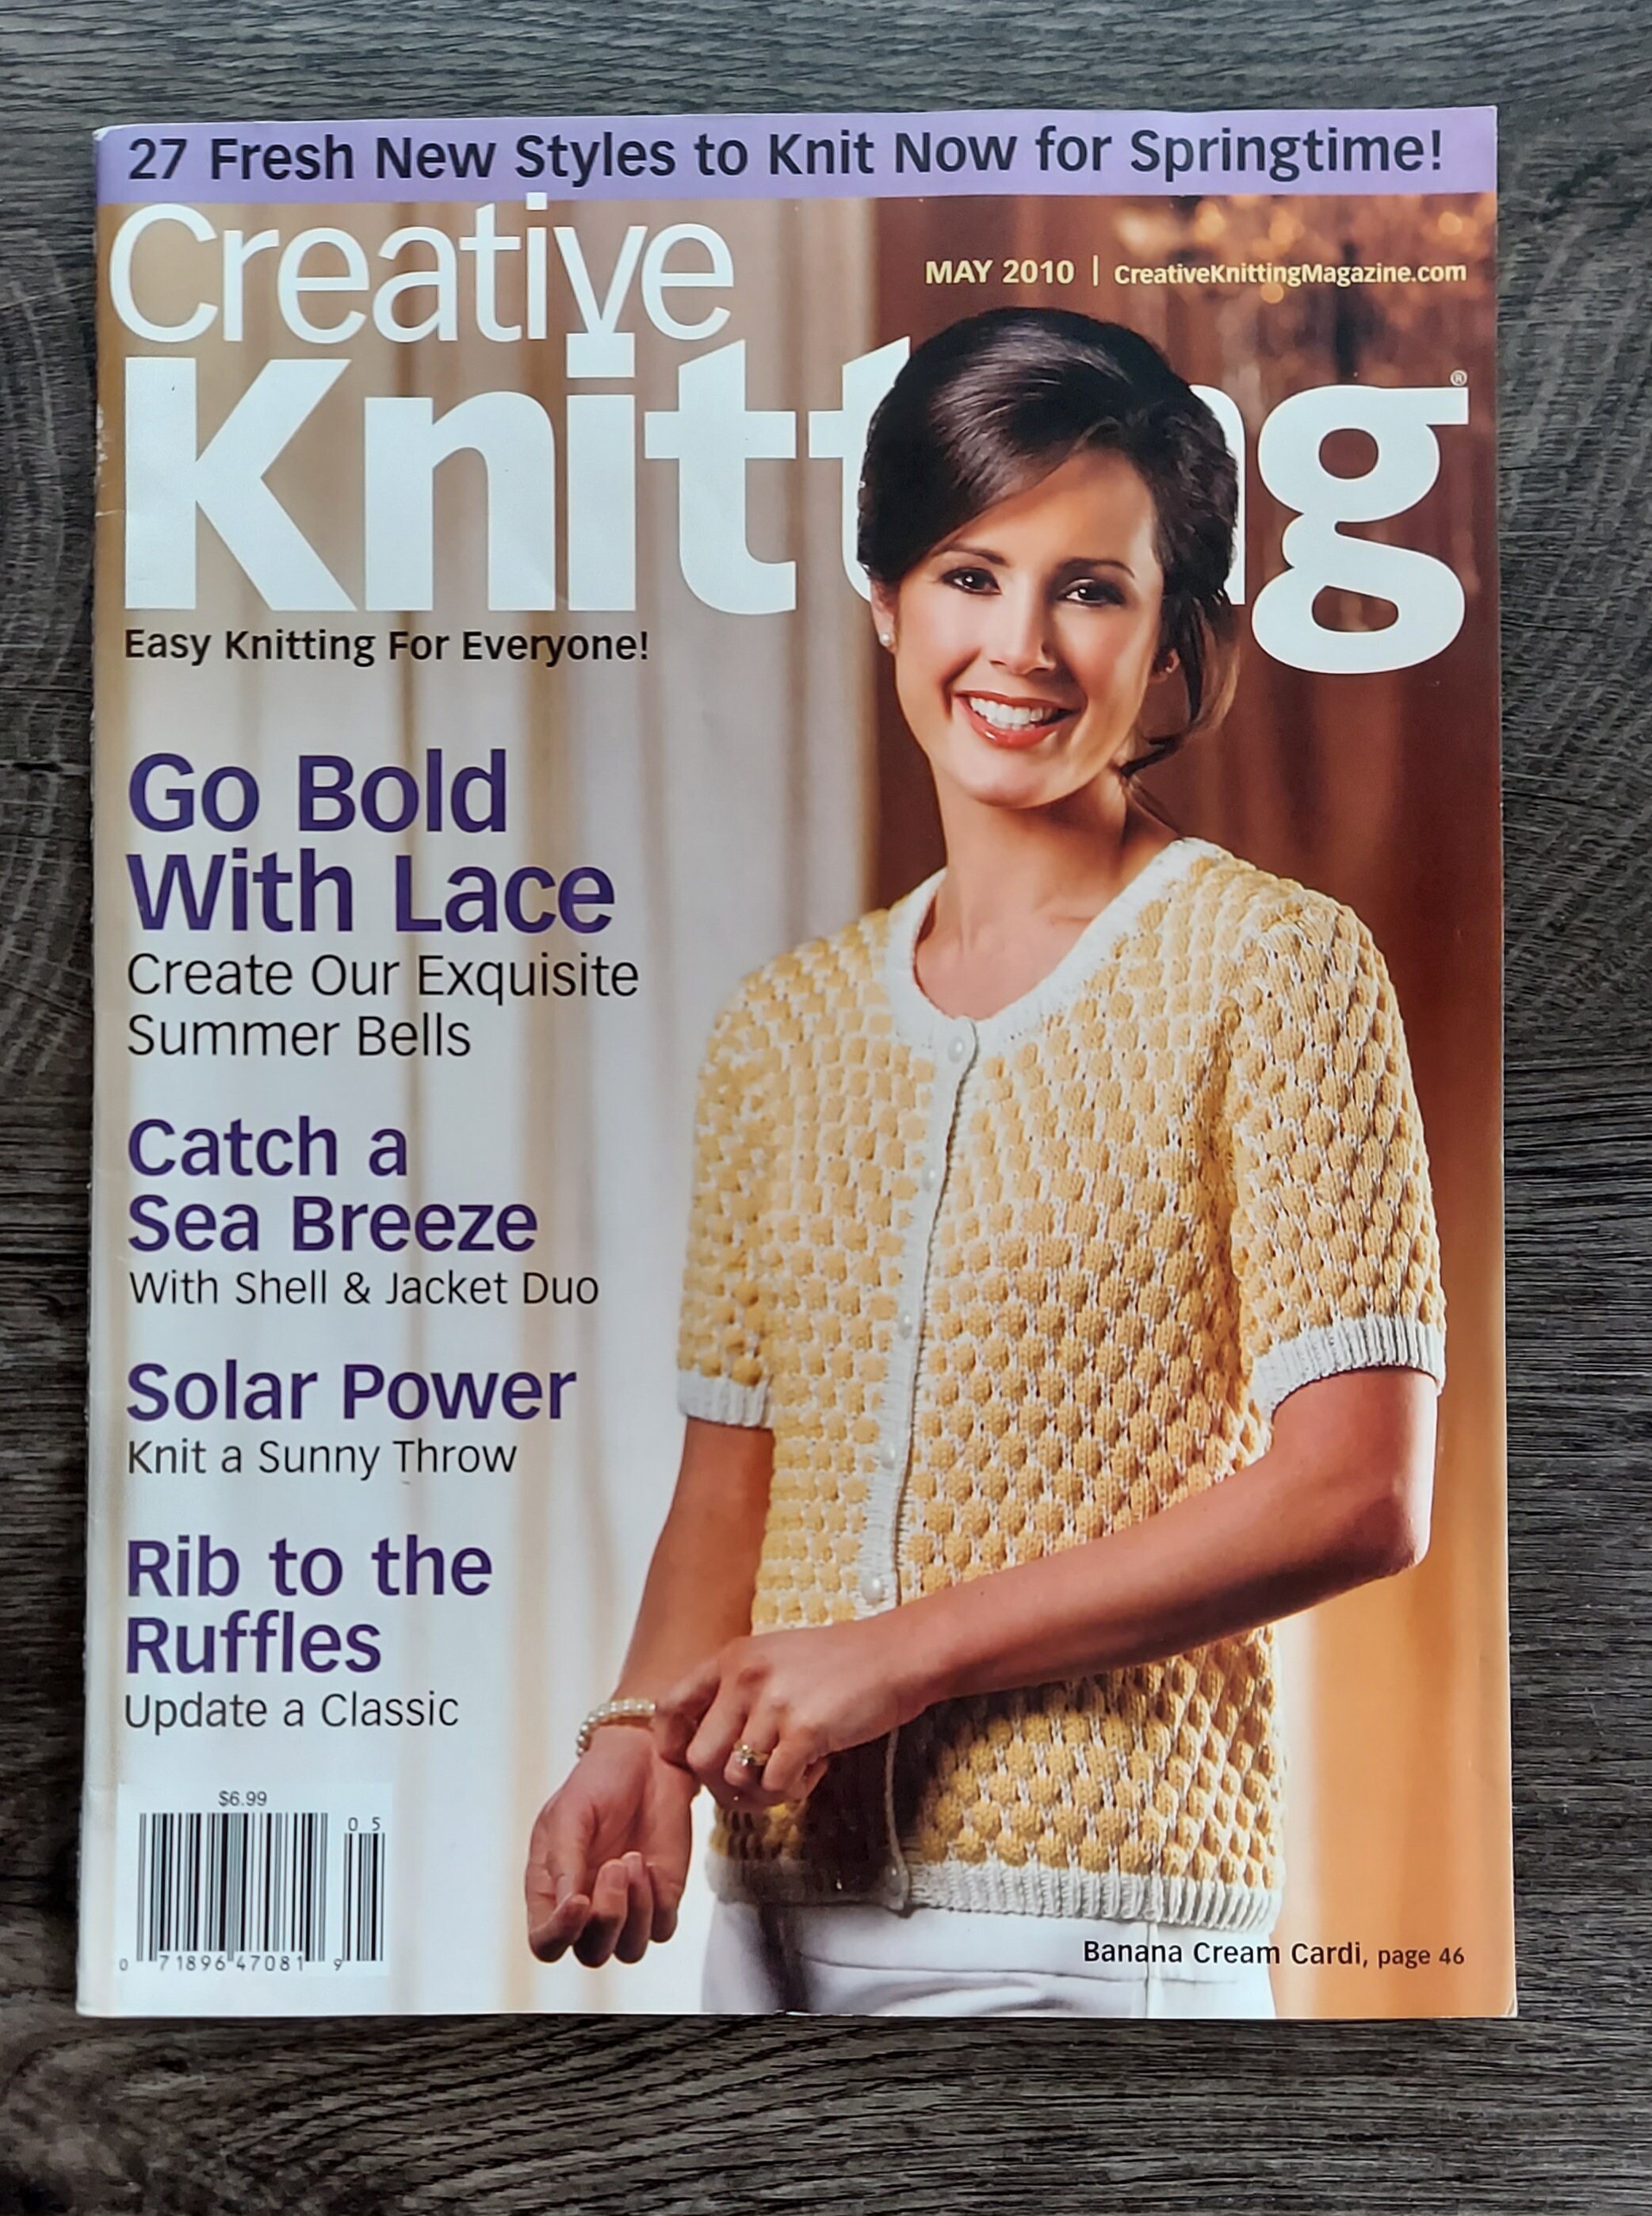 27 Fresh New Styles to Knit Now for Springtime!
Creative
MAY 2010 | CreativeKnittingMagazine.com
Knitting®
Easy Knitting For Everyone!
Go Bold
With Lace
Create Our Exquisite
Summer Bells
Catch a
Sea Breeze
With Shell & Jacket Duo
Solar Power
Knit a Sunny Throw
Rib to the
Ruffles
Update a Classic
$6.99
05
0 71896 47081 9
Banana Cream Cardi, page 46